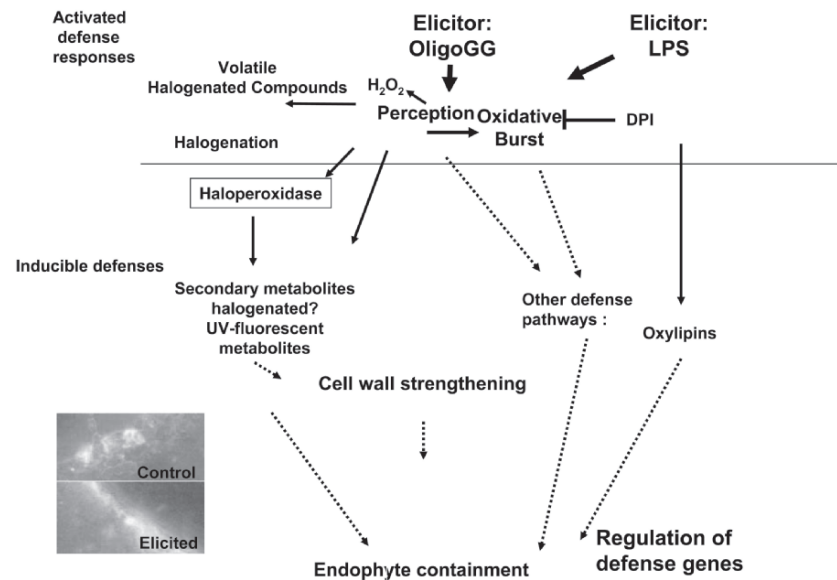 Activated
defense
responses
Elicitor:
OligoGG
Elicitor:
LPS
Volatile
Halogenated Compounds
H₂O₂
Perception
Oxidative
Burst
DPI
Halogenation
Haloperoxidase
Inducible defenses
Secondary metabolites
halogenated?
UV-fluorescent
metabolites
Other defense
pathways :
Oxylipins
Cell wall strengthening
Control
Elicited
Regulation of
defense genes
Endophyte containment